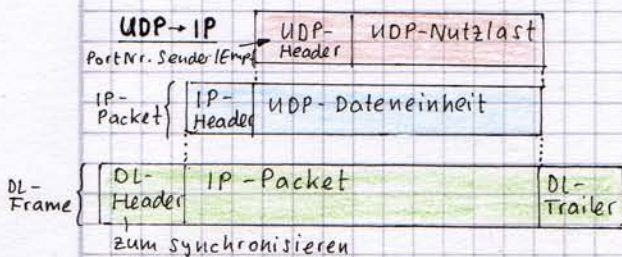 UDP→IP
UDP-Header
UDP-Nutzlast
PortNr. Sender/Empf
IP-Packet
IP-Header
UDP-Dateneinheit
DL-Frame
DL-Header
IP-Packet
DL-Trailer
zum synchronisieren